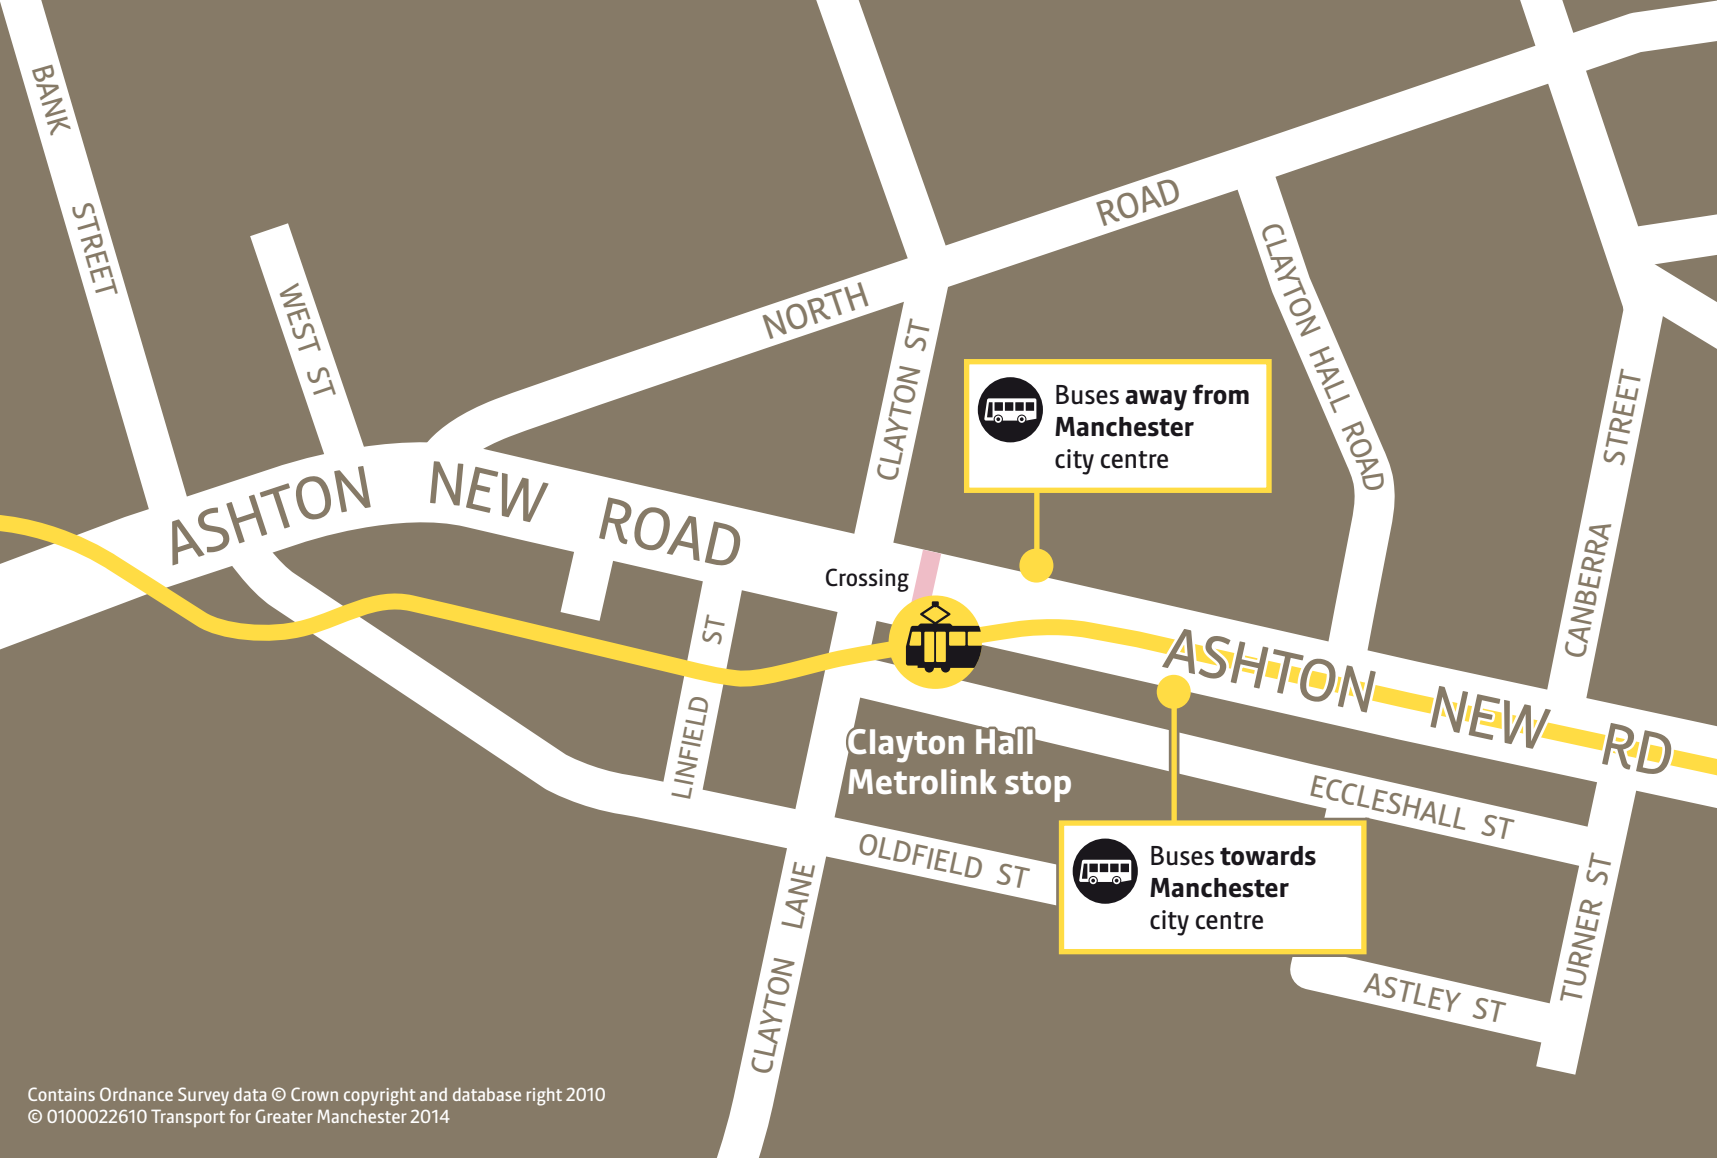 BANK STREET
WEST ST
NORTH ROAD
CLAYTON ST
CLAYTON HALL ROAD
CANBERRA STREET
Buses away from
Manchester
city centre
ASHTON NEW ROAD
Crossing
ASHTON NEW RD
LINFIELD ST
Clayton Hall
Metrolink stop
ECCLESHALL ST
OLDFIELD ST
Buses towards
Manchester
city centre
CLAYTON LANE
TURNER ST
ASTLEY ST
Contains Ordnance Survey data © Crown copyright and database right 2010
© 0100022610 Transport for Greater Manchester 2014